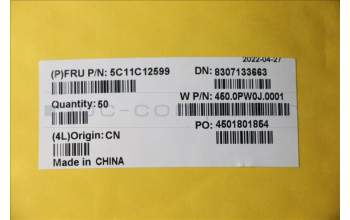 2022-04-27
(P)FRU P/N: 5C11C12599
DN: 8307133663
Quantity: 50
W P/N: 450.0PW0J.0001
PO: 4501801854
(4L)Origin: CN
Made in CHINA